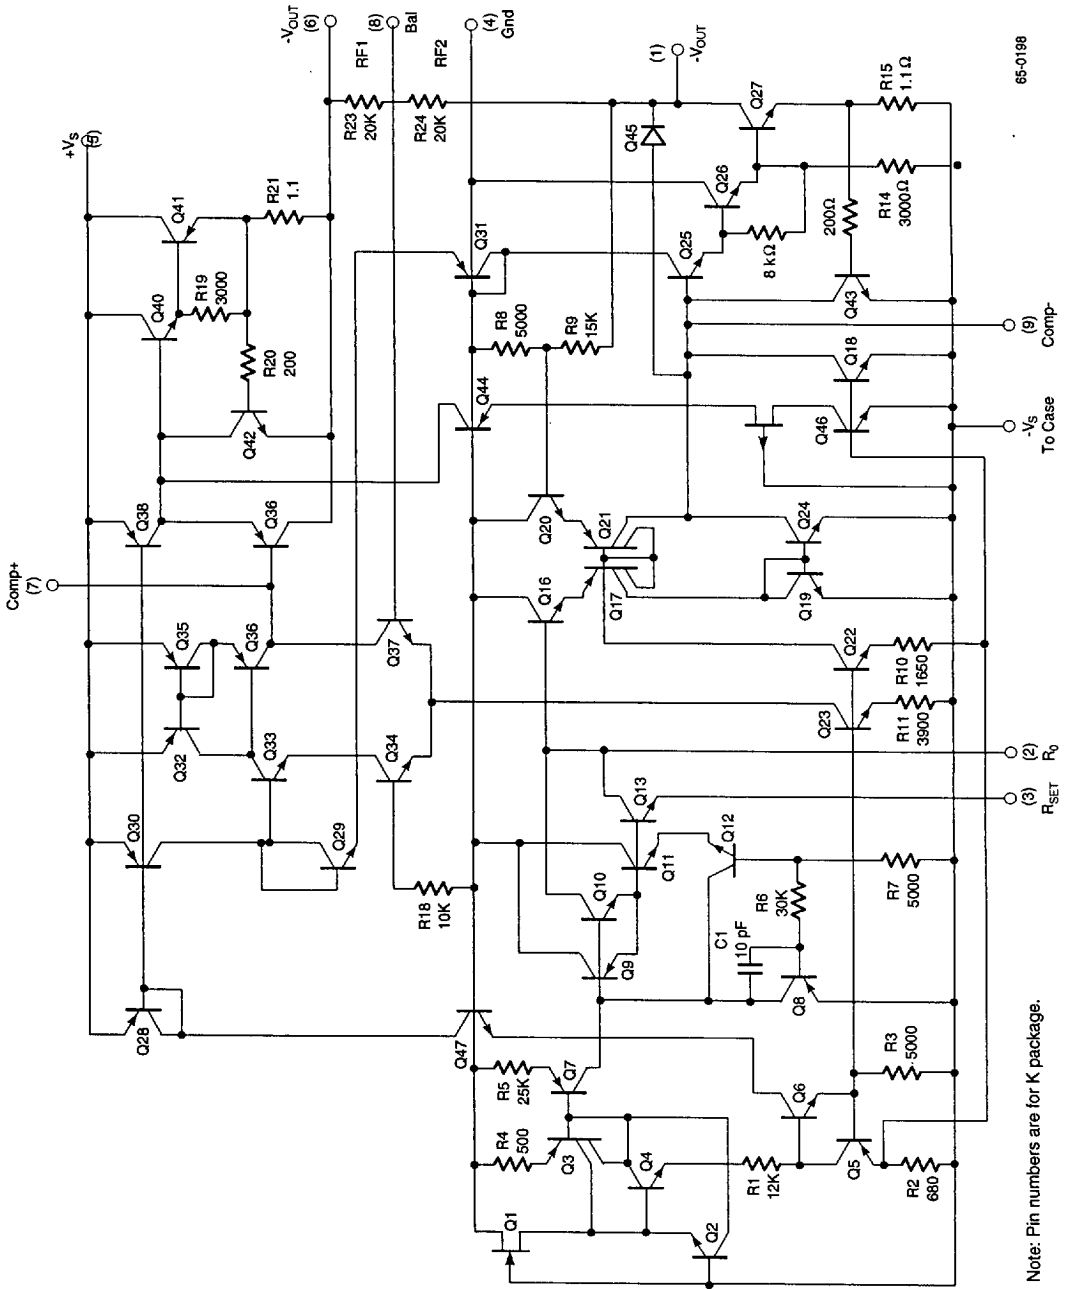 +V_S
(5)
-V_OUT
(6)
(8)
Bal
(4)
Gnd
Comp+
(7)
Q41
R21
1.1
Q40
R19
3000
R20
200
Q42
RF1
RF2
R23
20K
R24
20K
(1)
-V_OUT
R15
1.1 Ω
Q27
Q45
Q26
R14
3000Ω
200Ω
Q31
Q25
8 kΩ
Q43
R8
5000
R9
15K
(9)
Comp-
Q18
Q44
Q46
-V_S
To Case
Q38
Q36
Q20
Q21
Q24
Q16
Q17
Q19
Q35
Q36
Q37
Q22
R10
1650
Q32
Q33
Q34
Q23
R11
3900
(2)
R_0
Q30
Q29
Q13
(3)
R_SET
Q12
Q11
R18
10K
Q10
R6
30K
R7
5000
C1
10 pF
Q9
Q8
Q28
Q47
R5
25K
Q7
Q6
R3
5000
R4
500
Q3
Q4
R1
12K
Q5
R2
680
Q1
Q2
65-0198
Note: Pin numbers are for K package.